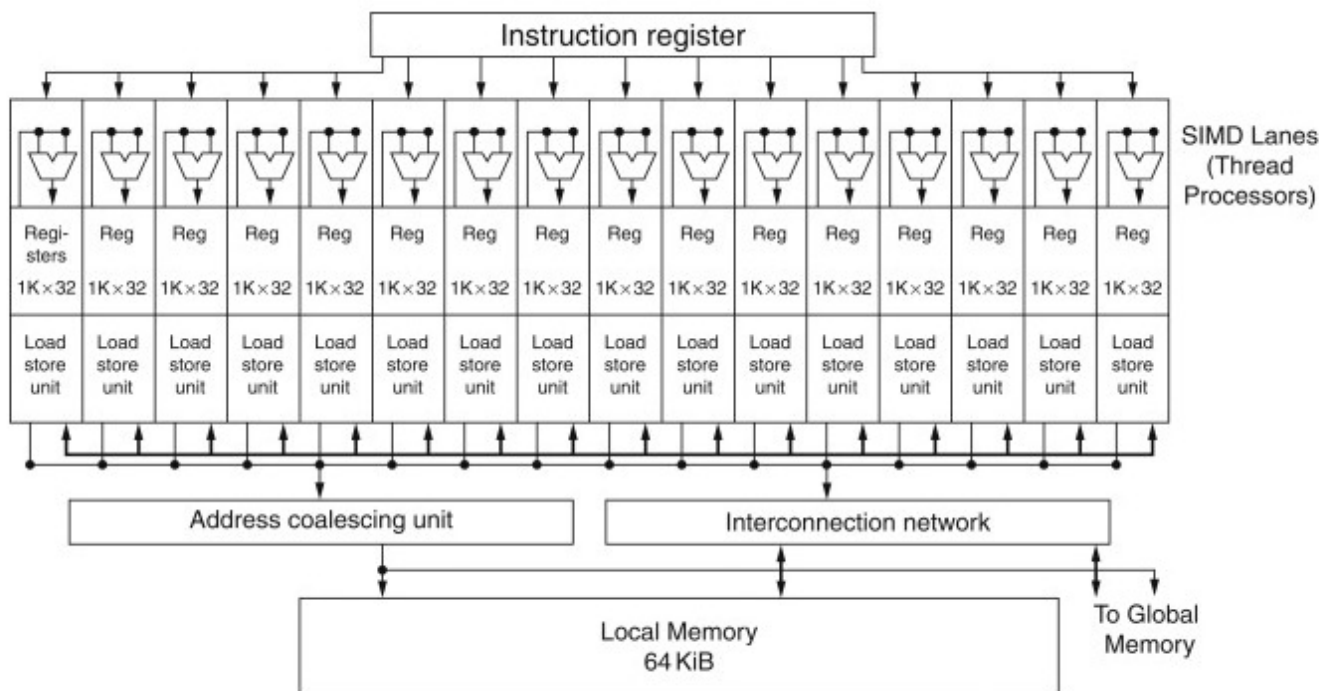 Instruction register
SIMD Lanes
(Thread
Processors)
Regi-
sters Reg Reg Reg Reg Reg Reg Reg Reg Reg Reg Reg Reg Reg Reg Reg
1K×32 1K×32 1K×32 1K×32 1K×32 1K×32 1K×32 1K×32 1K×32 1K×32 1K×32 1K×32 1K×32 1K×32 1K×32 1K×32
Load Load Load Load Load Load Load Load Load Load Load Load Load Load Load Load
store store store store store store store store store store store store store store store store
unit unit unit unit unit unit unit unit unit unit unit unit unit unit unit unit
Address coalescing unit
Interconnection network
Local Memory
64 KiB
To Global
Memory